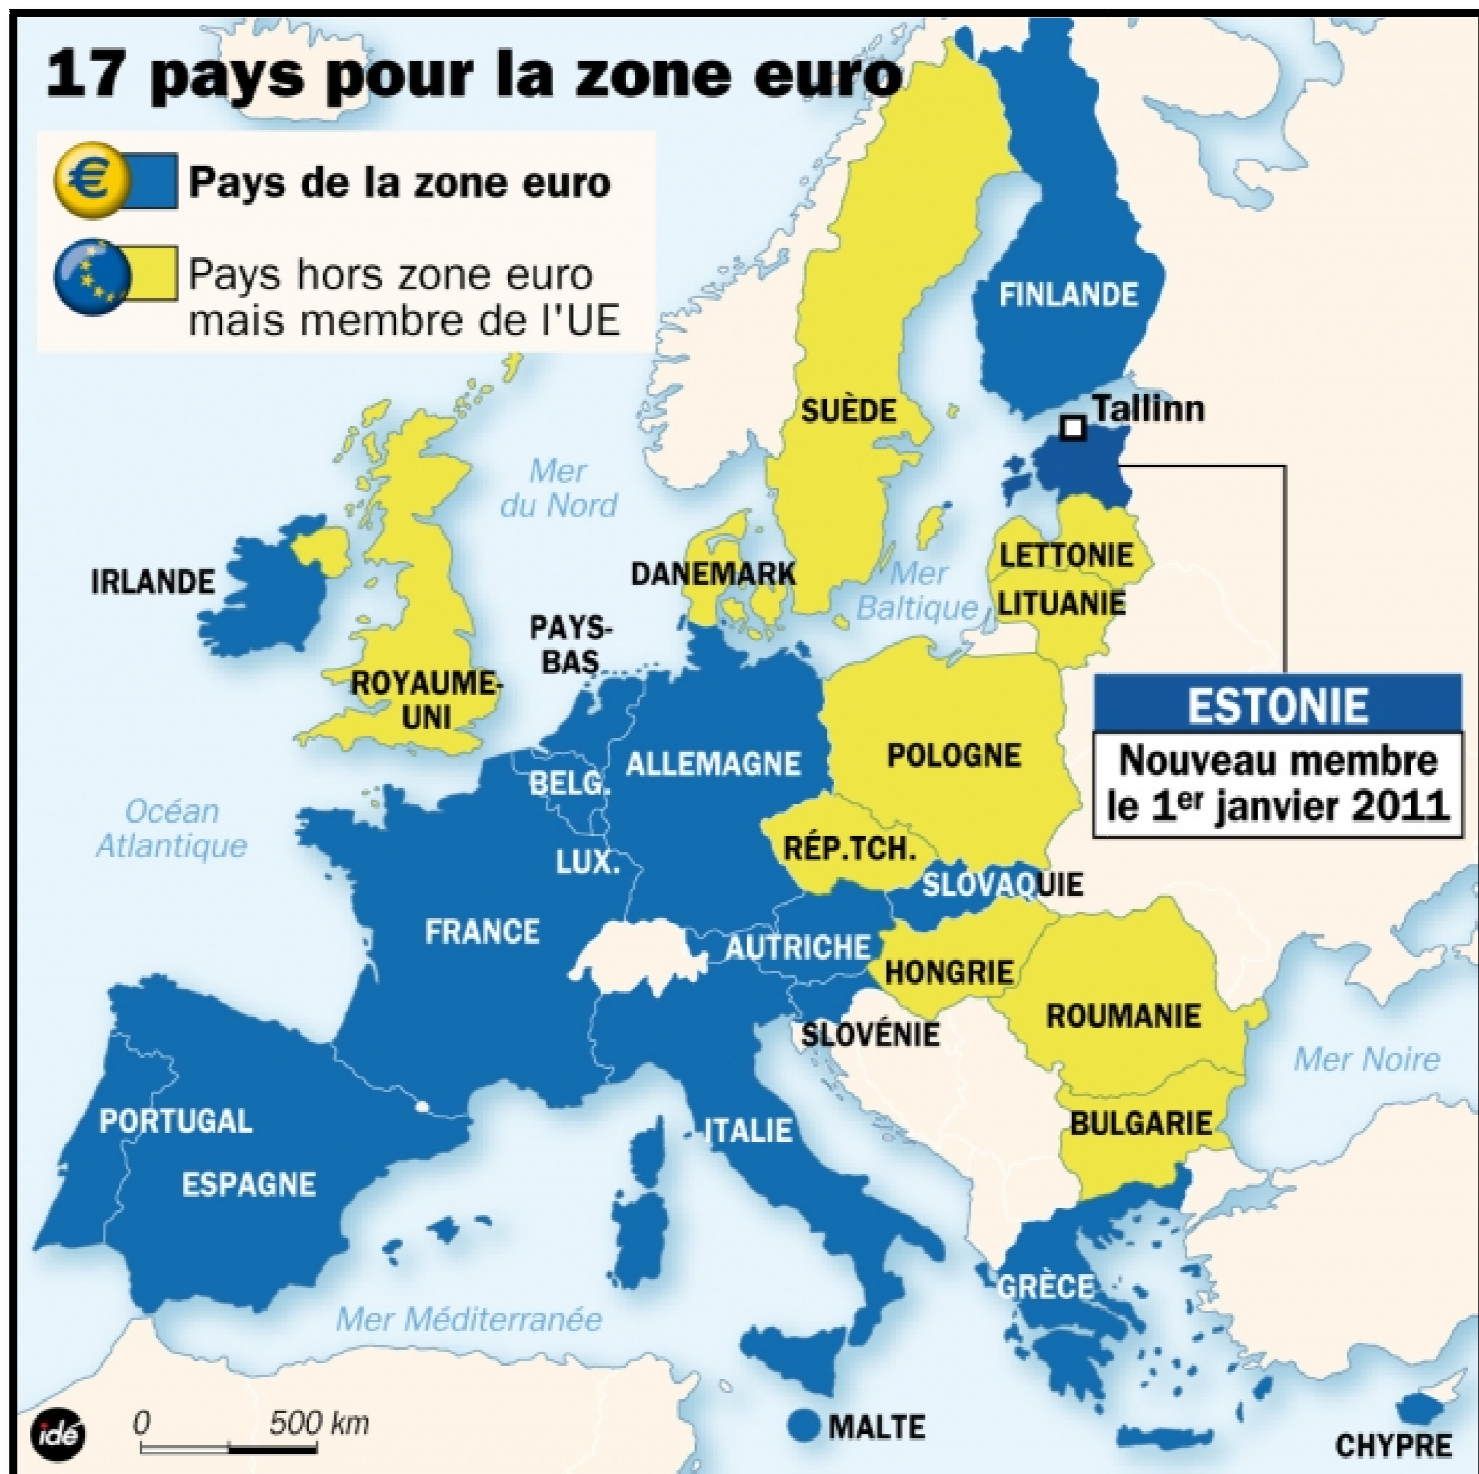 17 pays pour la zone euro
€
Pays de la zone euro
Pays hors zone euro
mais membre de l'UE
FINLANDE
SUÈDE
Tallinn
Mer
du Nord
LETTONIE
IRLANDE
DANEMARK
Mer
Baltique
LITUANIE
PAYS-
BAS
ROYAUME-
UNI
ESTONIE
Nouveau membre
le 1er janvier 2011
ALLEMAGNE
POLOGNE
BELG.
Océan
Atlantique
RÉP.TCH.
LUX.
SLOVAQUIE
FRANCE
AUTRICHE
HONGRIE
ROUMANIE
SLOVÉNIE
Mer Noire
PORTUGAL
ITALIE
BULGARIE
ESPAGNE
GRÈCE
Mer Méditerranée
idé
0 500 km
MALTE
CHYPRE